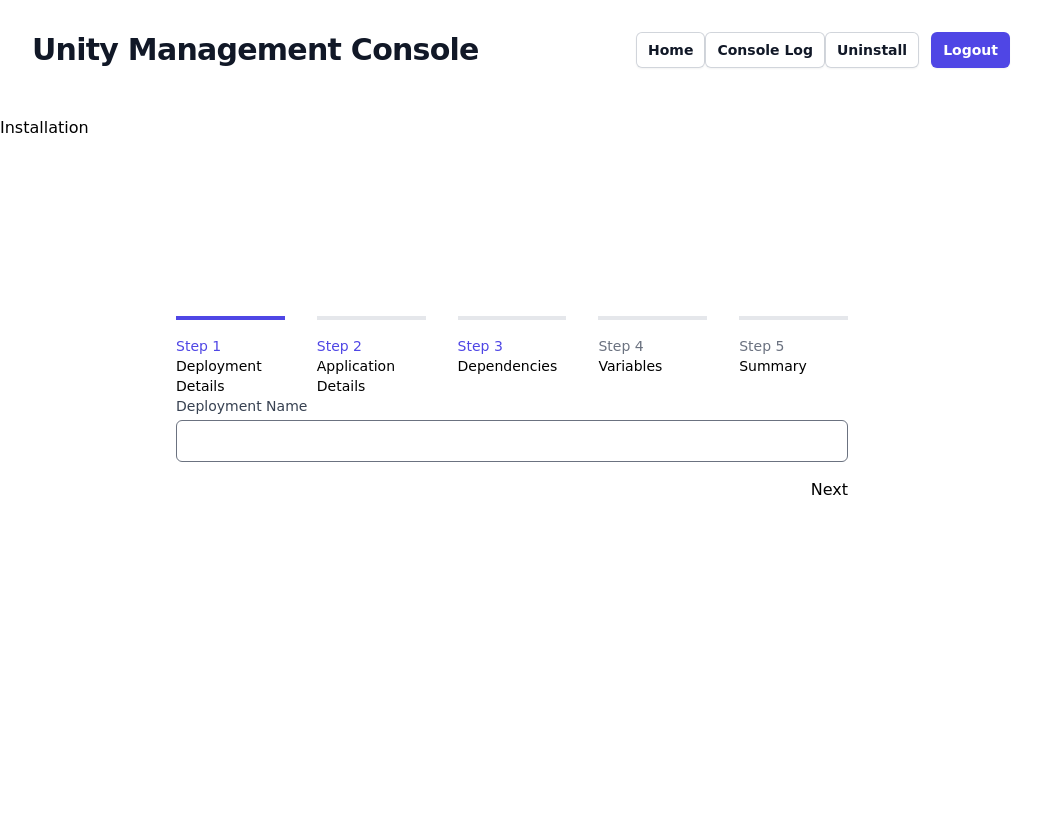 Unity Management Console
Home Console Log Uninstall Logout
Installation
Step 1 Step 2 Step 3 Step 4 Step 5
Deployment Application Dependencies Variables Summary
Details Details
Deployment Name
Next